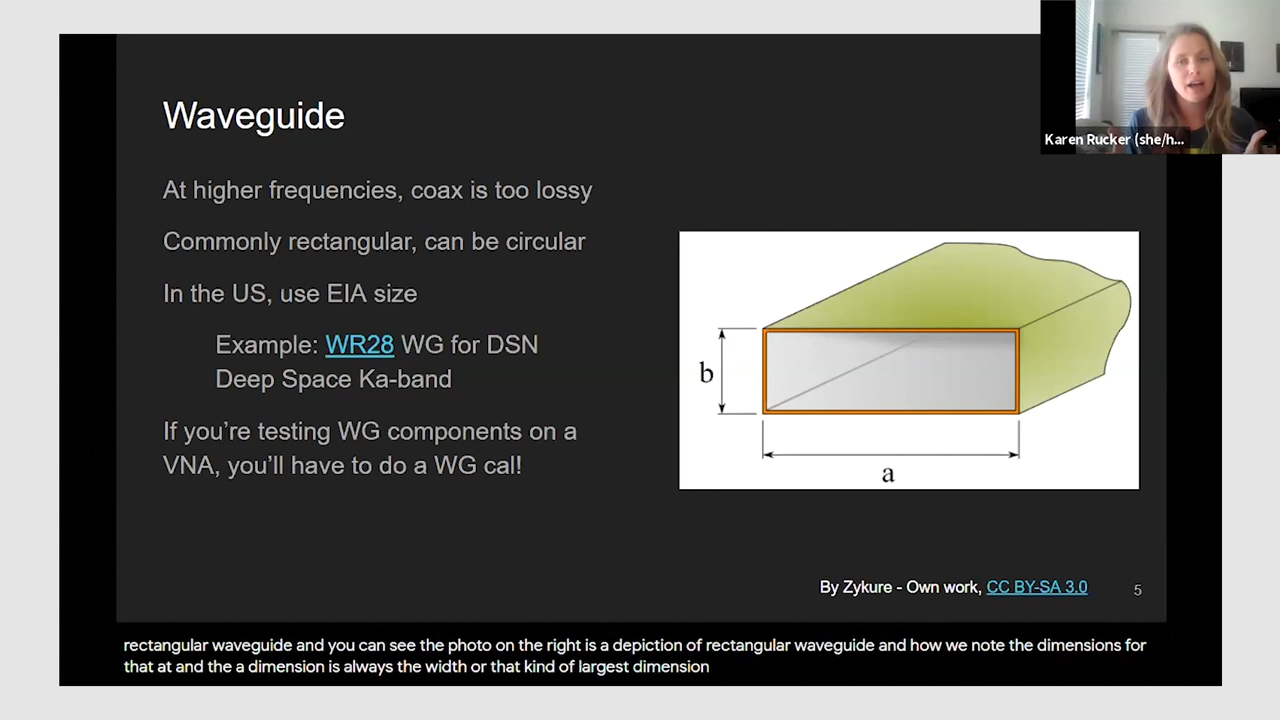 Karen Rucker (she/h...
Waveguide
At higher frequencies, coax is too lossy
Commonly rectangular, can be circular
In the US, use EIA size
Example: WR28 WG for DSN
Deep Space Ka-band
If you’re testing WG components on a
VNA, you’ll have to do a WG cal!
b
a
By Zykure - Own work, CC BY-SA 3.0
5
rectangular waveguide and you can see the photo on the right is a depiction of rectangular waveguide and how we note the dimensions for
that at and the a dimension is always the width or that kind of largest dimension